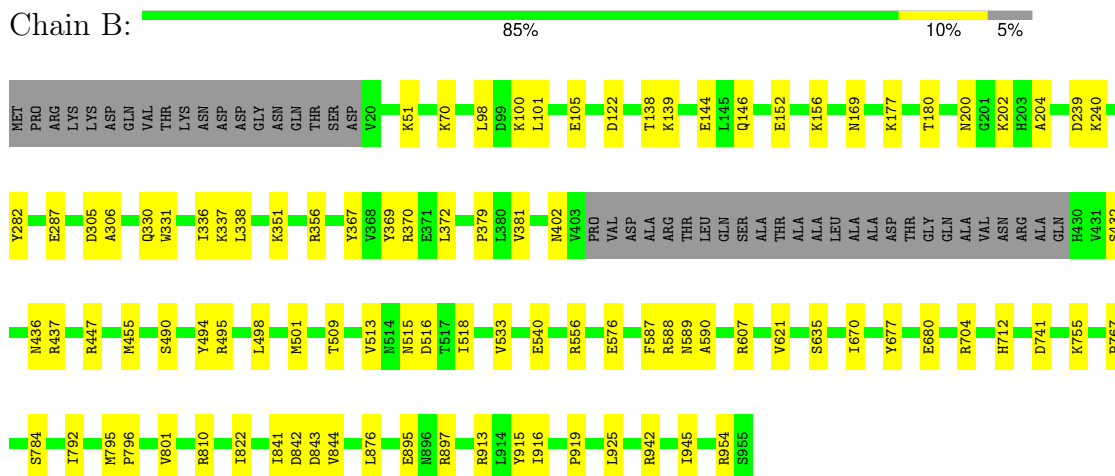 Chain B:
85% 10% 5%
MET PRO ARG LYS LYS ASP GLN VAL THR LYS ASN ASP ASP GLY ASN GLN THR SER ASP V20 K51 K70 L98 D99 K100 L101 E105 D122 T138 K139 E144 L145 Q146 E152 K156 N169 K177 T180 N200 G201 K202 H203 A204 D239 K240
Y282 E287 D305 A306 Q330 W331 I336 K337 L338 K351 R356 Y367 V368 Y369 R370 E371 L372 P379 L380 V381 N402 V403 PRO VAL ASP ALA ARG THR LEU GLN SER ALA THR ALA ALA LEU ALA ALA ASP THR GLY GLN ALA VAL ASN ARG ALA GLN H430 V431 S432
N436 R437 R447 M455 S490 Y494 R495 L498 M501 T509 V513 N514 N515 D516 T517 I518 V533 E540 R556 E576 F587 R588 N589 A590 R607 V621 S635 I670 Y677 E680 R704 H712 D741 K755
S784 I792 M795 P796 V801 R810 I822 I841 D842 D843 V844 L876 E895 N896 R897 R913 L914 Y915 I916 P919 L925 R942 I945 R954 S955